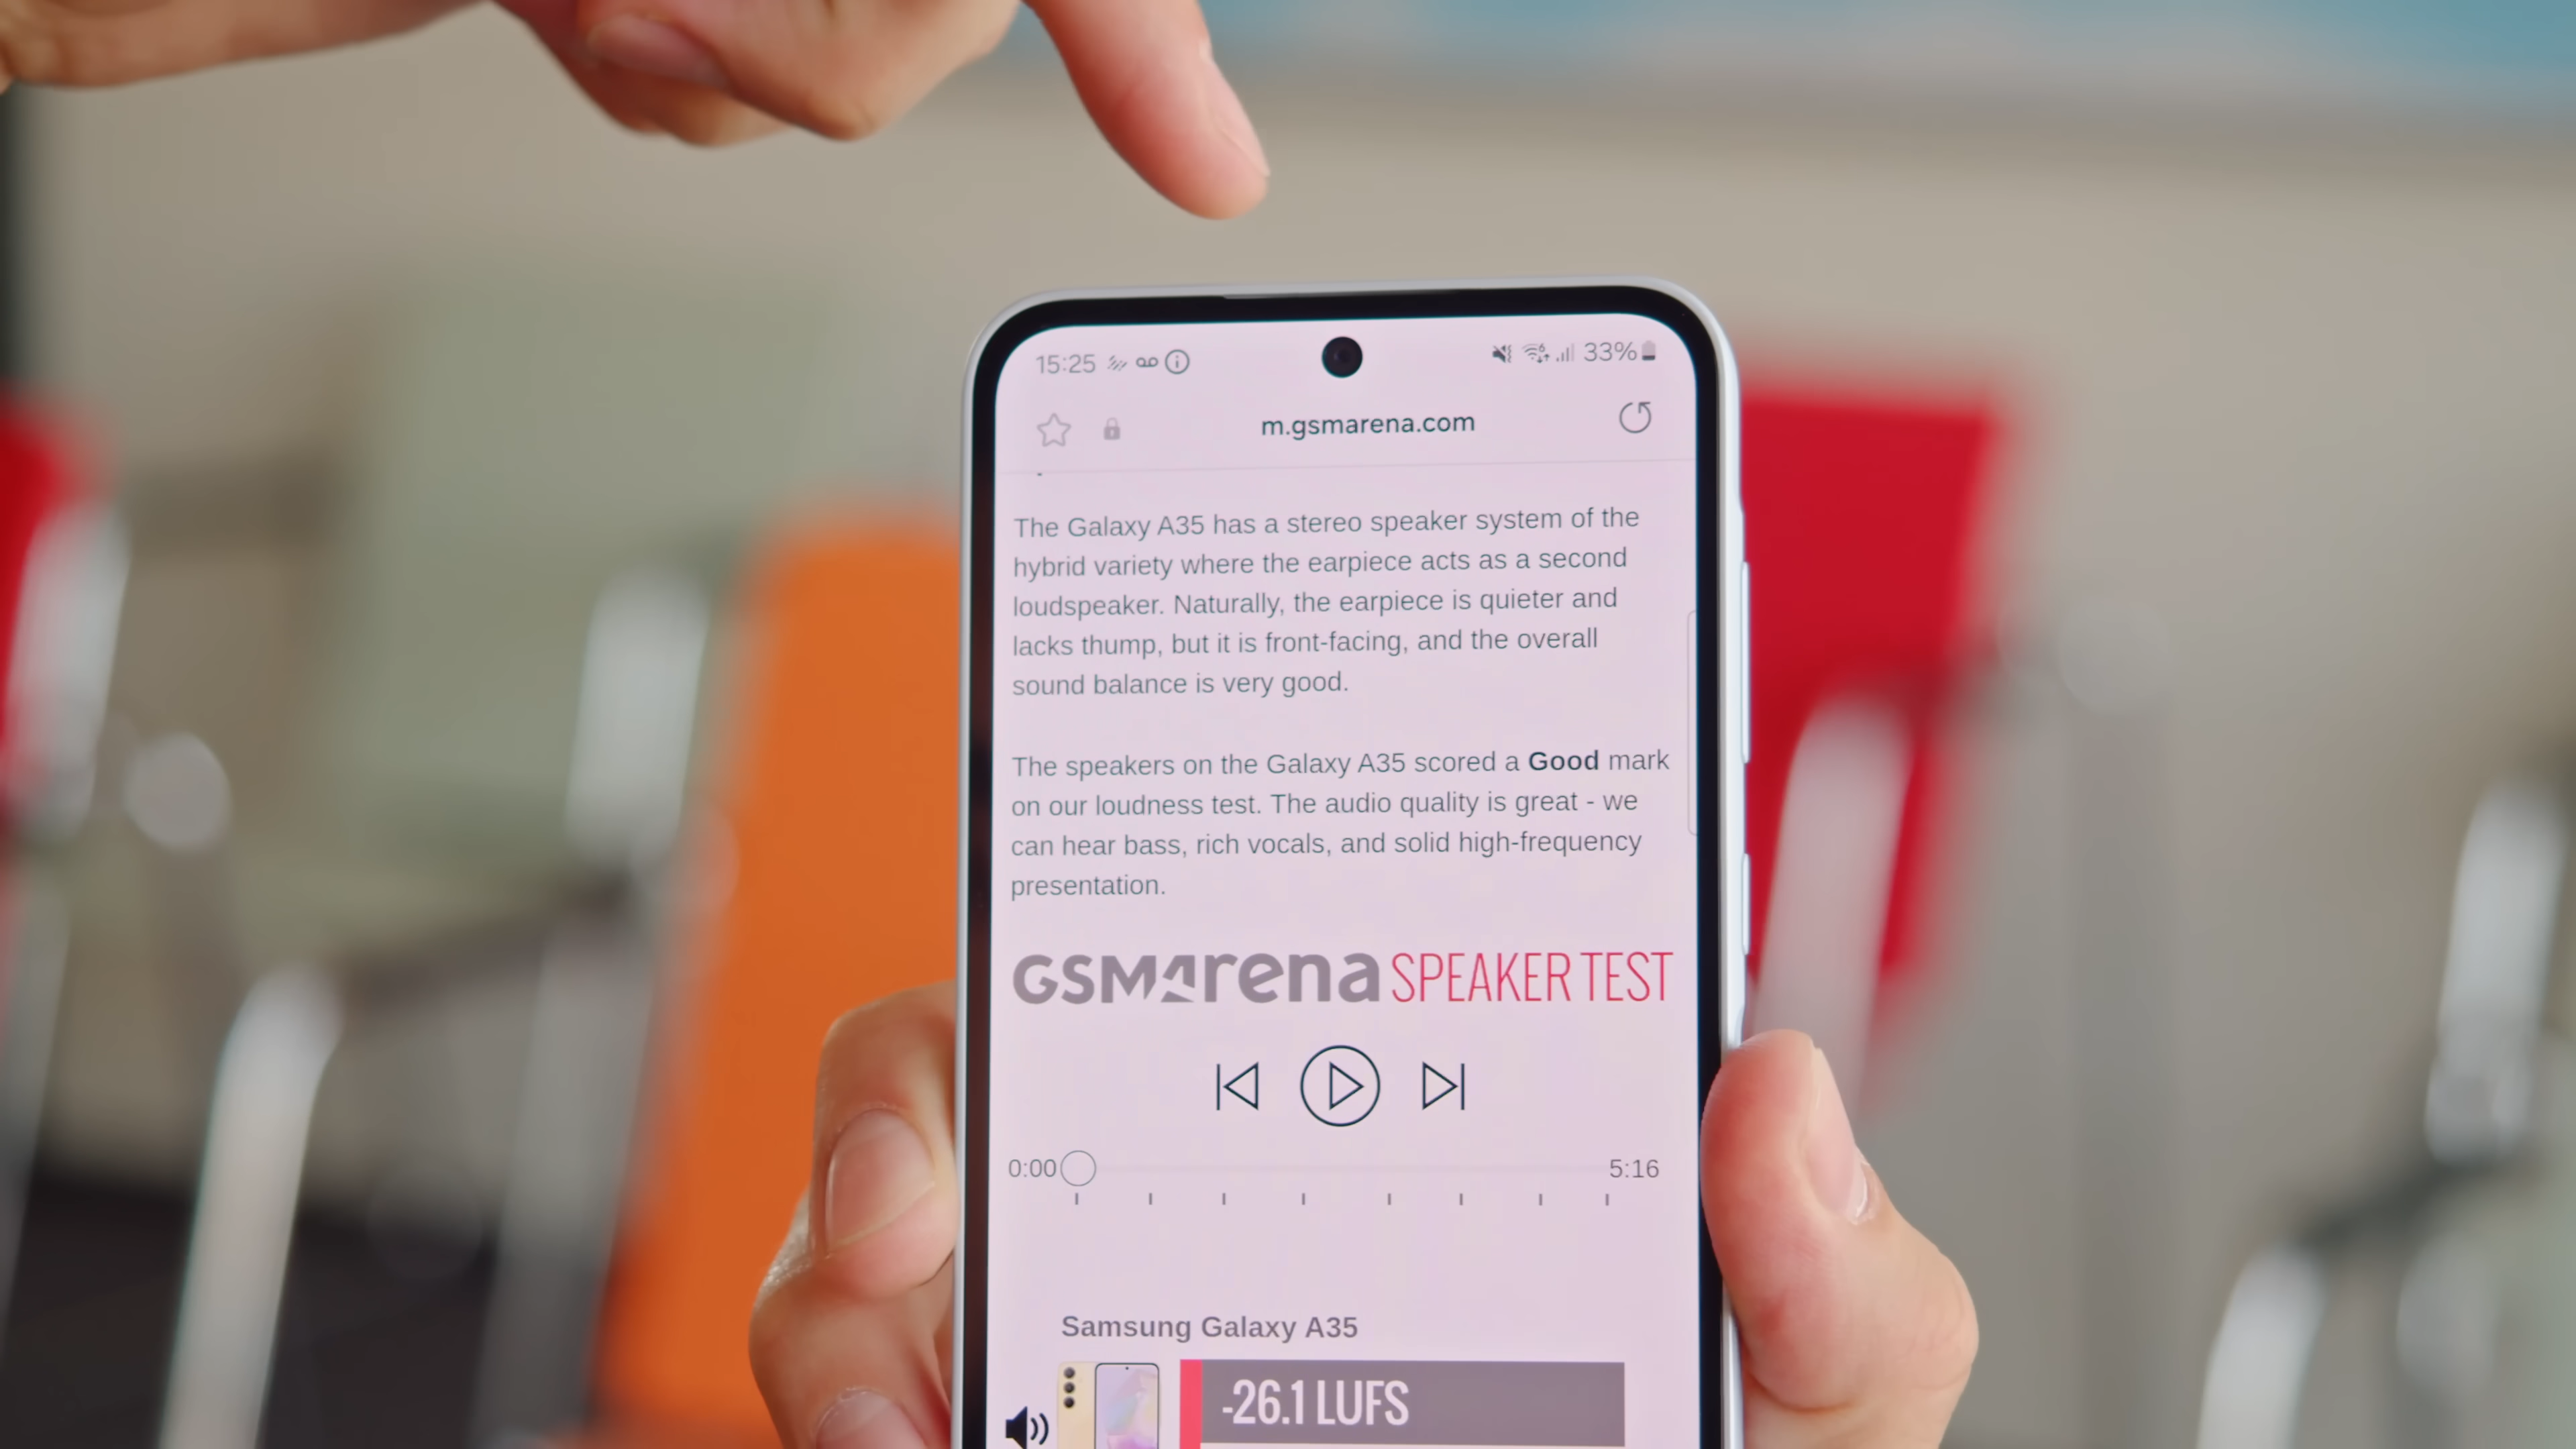 15:25
33%
m.gsmarena.com
The Galaxy A35 has a stereo speaker system of the
hybrid variety where the earpiece acts as a second
loudspeaker. Naturally, the earpiece is quieter and
lacks thump, but it is front-facing, and the overall
sound balance is very good.
The speakers on the Galaxy A35 scored a Good mark
on our loudness test. The audio quality is great - we
can hear bass, rich vocals, and solid high-frequency
presentation.
GSMArena SPEAKER TEST
0:00 5:16
Samsung Galaxy A35
-26.1 LUFS